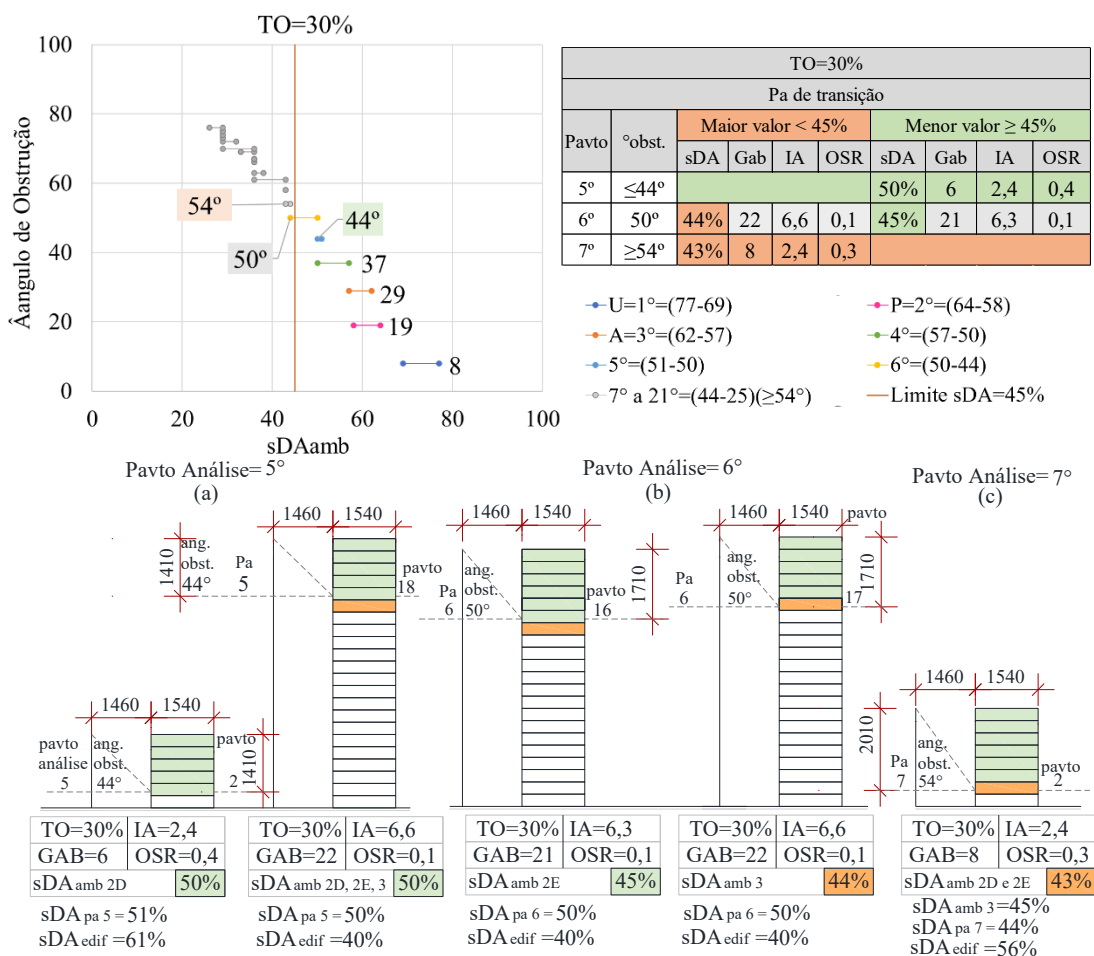 TO=30%
Âangulo de Obstrução
100
80
60
40
20
0
0 20 40 60 80 100
sDAamb
54º
44º
50º
37
29
19
8
TO=30%
Pa de transição
Pavto °obst. Maior valor < 45% Menor valor ≥ 45%
sDA Gab IA OSR sDA Gab IA OSR
5º ≤44º 50% 6 2,4 0,4
6º 50º 44% 22 6,6 0,1 45% 21 6,3 0,1
7º ≥54º 43% 8 2,4 0,3
U=1°=(77-69) P=2°=(64-58)
A=3°=(62-57) 4°=(57-50)
5°=(51-50) 6°=(50-44)
7° a 21°=(44-25)(≥54°) Limite sDA=45%
Pavto Análise= 5°
(a)
Pavto Análise= 6°
(b)
Pavto Análise= 7°
(c)
1460 1540
1410
ang.
obst.
44°
Pa
5
pavto
18
1460 1540
pavto
análise
5
ang.
obst.
44°
pavto
2
1410
1460 1540
Pa
6
ang.
obst.
50°
pavto
16
1710
1460 1540
pavto
Pa
6
ang.
obst.
50°
17
1710
1460 1540
2010
Pa
7
ang.
obst.
54°
pavto
2
TO=30% IA=2,4
GAB=6 OSR=0,4
sDA amb 2D 50%
sDA pa 5 = 51%
sDA edif =61%
TO=30% IA=6,6
GAB=22 OSR=0,1
sDA amb 2D, 2E, 3 50%
sDA pa 5 = 50%
sDA edif =40%
TO=30% IA=6,3
GAB=21 OSR=0,1
sDA amb 2E 45%
sDA pa 6 = 50%
sDA edif =40%
TO=30% IA=6,6
GAB=22 OSR=0,1
sDA amb 3 44%
sDA pa 6 = 50%
sDA edif =40%
TO=30% IA=2,4
GAB=8 OSR=0,3
sDA amb 2D e 2E 43%
sDA amb 3 =45%
sDA pa 7 = 44%
sDA edif = 56%